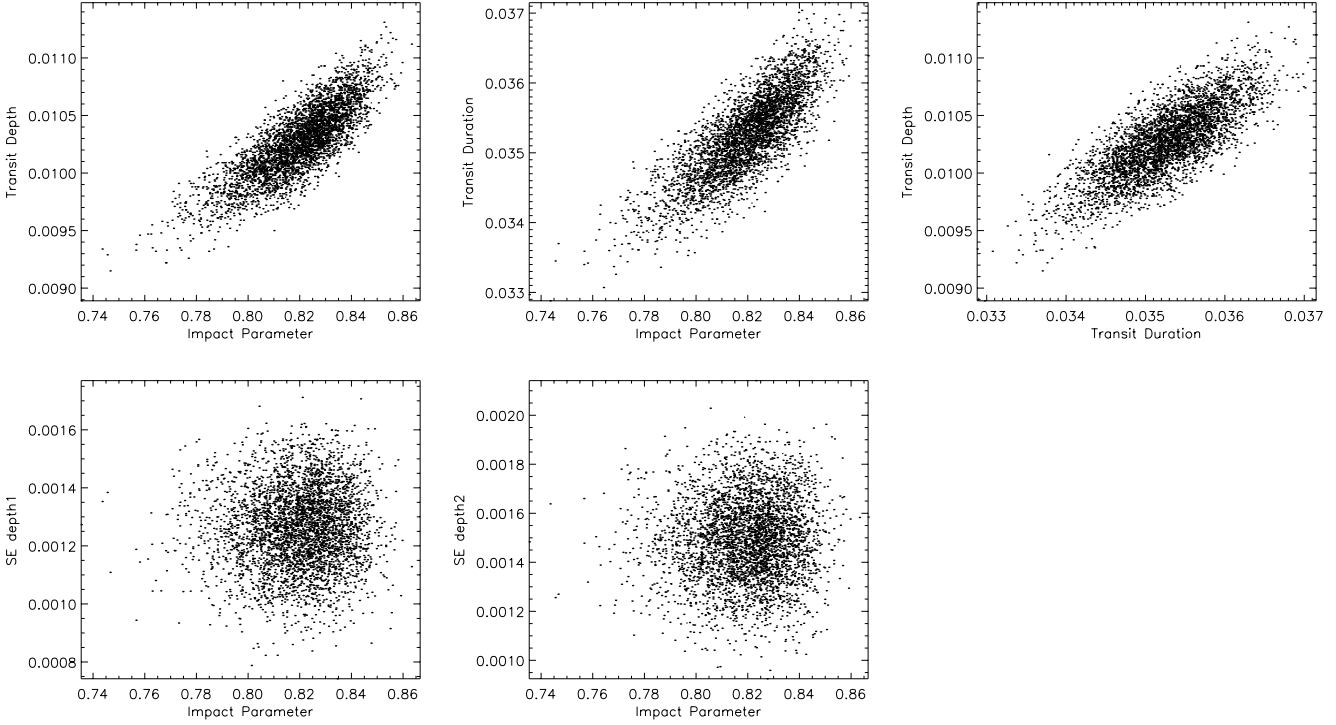 0.0110
0.0105
0.0100
0.0095
0.0090
Transit Depth
0.74 0.76 0.78 0.80 0.82 0.84 0.86
Impact Parameter
0.037
0.036
0.035
0.034
0.033
Transit Duration
0.74 0.76 0.78 0.80 0.82 0.84 0.86
Impact Parameter
0.0110
0.0105
0.0100
0.0095
0.0090
Transit Depth
0.033 0.034 0.035 0.036 0.037
Transit Duration
0.0016
0.0014
0.0012
0.0010
0.0008
SE depth1
0.74 0.76 0.78 0.80 0.82 0.84 0.86
Impact Parameter
0.0020
0.0018
0.0016
0.0014
0.0012
0.0010
SE depth2
0.74 0.76 0.78 0.80 0.82 0.84 0.86
Impact Parameter